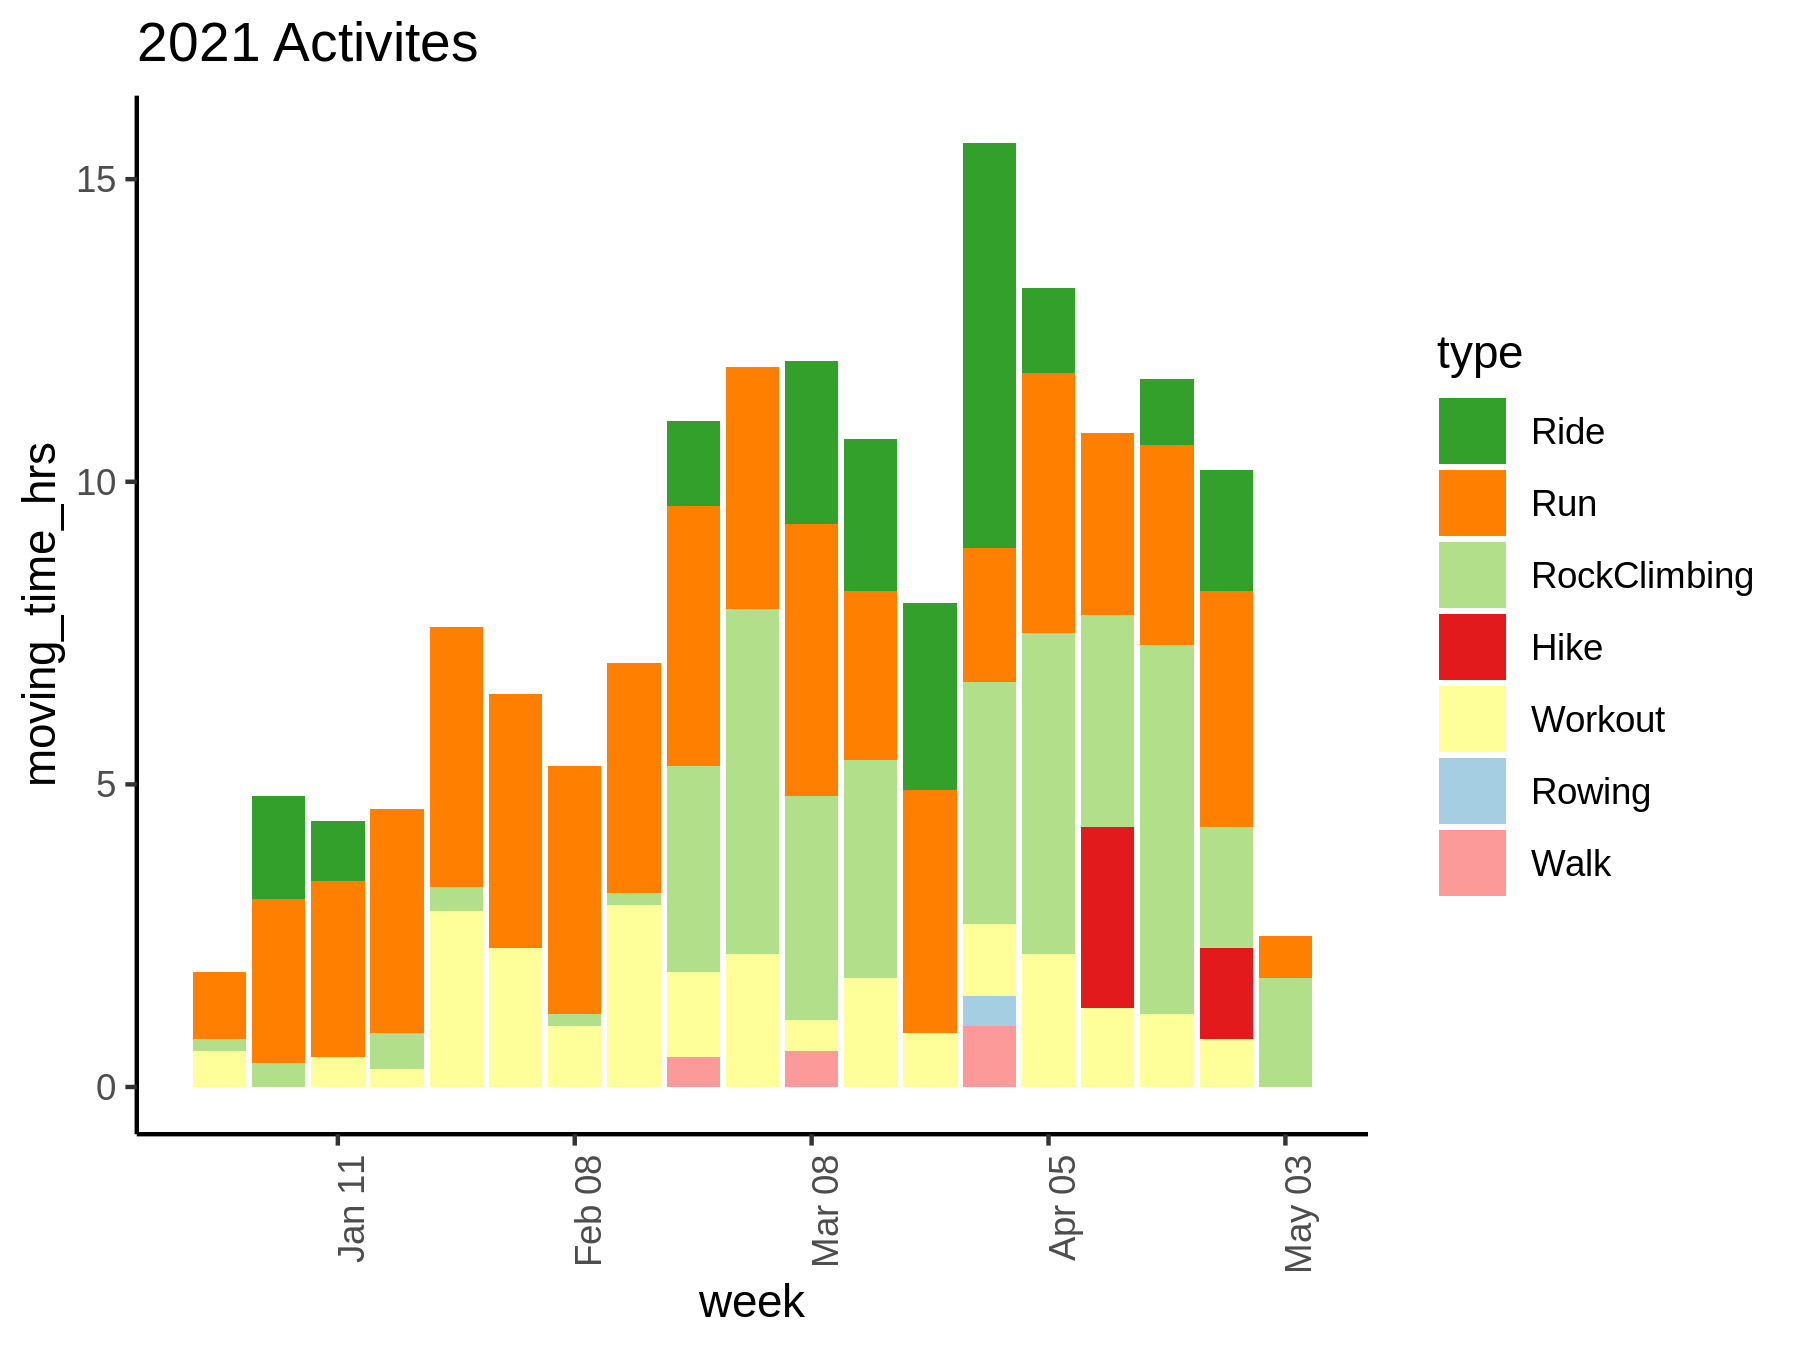 2021 Activites
moving_time_hrs
15
10
5
0
Jan 11
Feb 08
Mar 08
Apr 05
May 03
week
type
Ride
Run
RockClimbing
Hike
Workout
Rowing
Walk